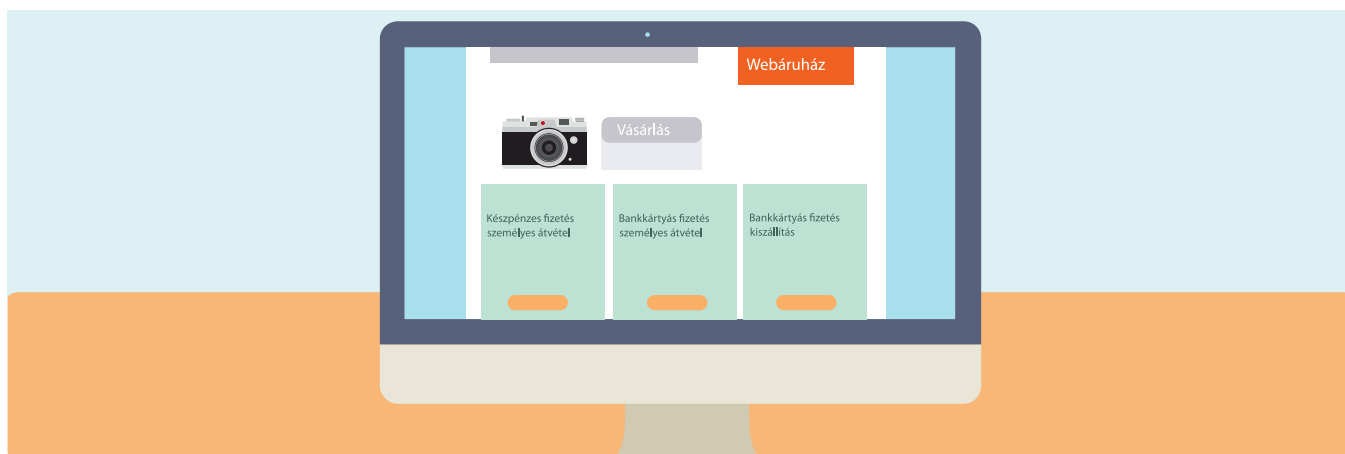 Webáruház
Vásárlás
Készpénzes fizetés
személyes átvétel
Bankkártyás fizetés
személyes átvétel
Bankkártyás fizetés
kiszállítás